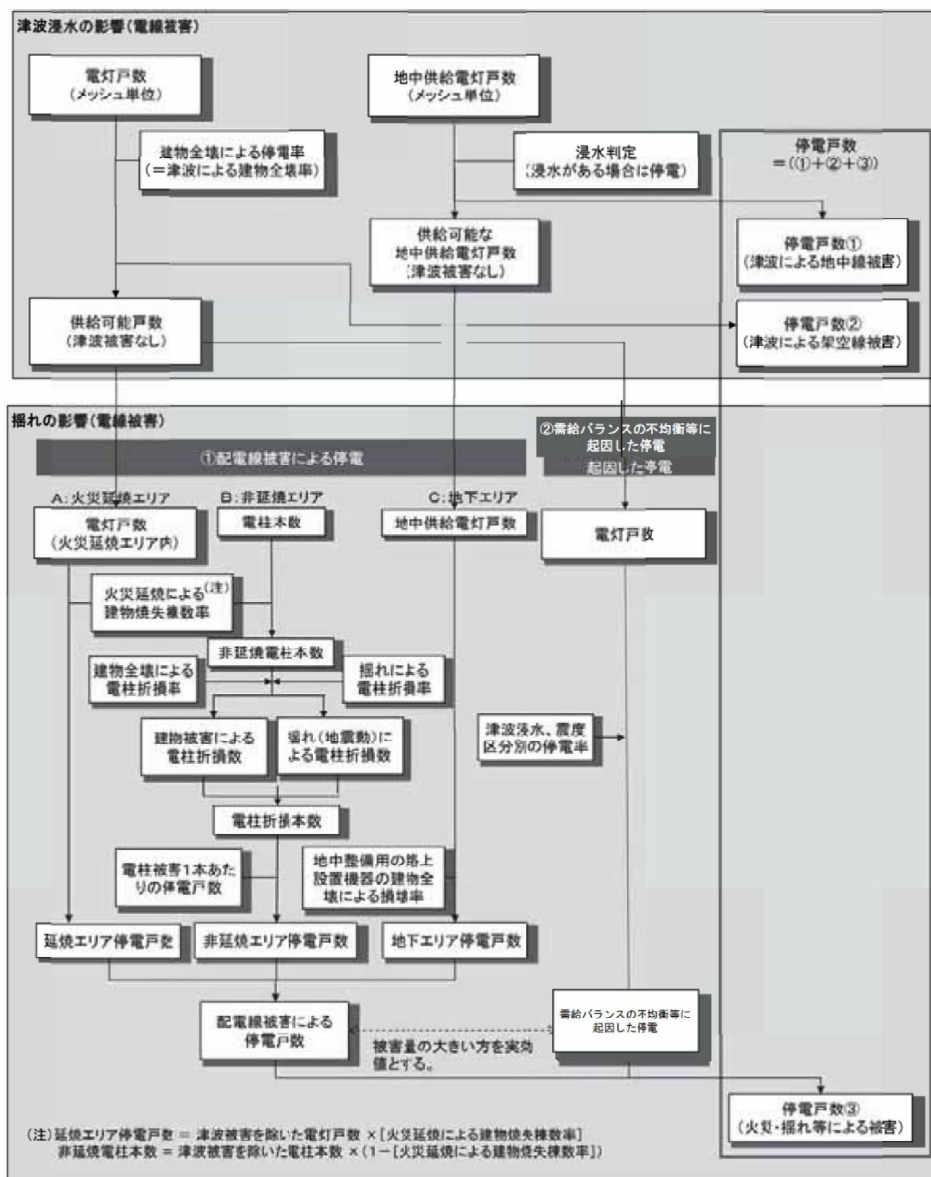 津波浸水の影響(電線被害)
電灯戸数
(メッシュ単位)
地中供給電灯戸数
(メッシュ単位)
建物全壊による停電率
(=津波による建物全壊率)
浸水判定
(浸水がある場合は停電)
停電戸数
=(①+②+③)
供給可能な
地中供給電灯戸数
(津波被害なし)
停電戸数①
(津波による地中線被害)
供給可能戸数
(津波被害なし)
停電戸数②
(津波による架空線被害)
揺れの影響(電線被害)
①配電線被害による停電
②需給バランスの不均衡等に
起因した停電
起因した停電
A:火災延焼エリア
B:非延焼エリア
C:地下エリア
電灯戸数
(火災延焼エリア内)
電柱本数
地中供給電灯戸数
電灯戸数
火災延焼による(注)
建物焼失棟数率
非延焼電柱本数
建物全壊による
電柱折損率
揺れによる
電柱折損率
建物被害による
電柱折損数
揺れ(地震動)に
よる電柱折損数
津波浸水、震度
区分別の停電率
電柱折損本数
電柱被害1本あた
りの停電戸数
地中整備用の路上
設置機器の建物全
壊による損壊率
延焼エリア停電戸数
非延焼エリア停電戸数
地下エリア停電戸数
配電線被害による
停電戸数
需給バランスの不均衡等に
起因した停電
被害量の大きい方を実効
値とする。
停電戸数③
(火災・揺れ等による被害)
(注)延焼エリア停電戸数 = 津波被害を除いた電灯戸数 ×[火災延焼による建物焼失棟数率]
非延焼電柱本数 = 津波被害を除いた電柱本数 ×(1-[火災延焼による建物焼失棟数率])